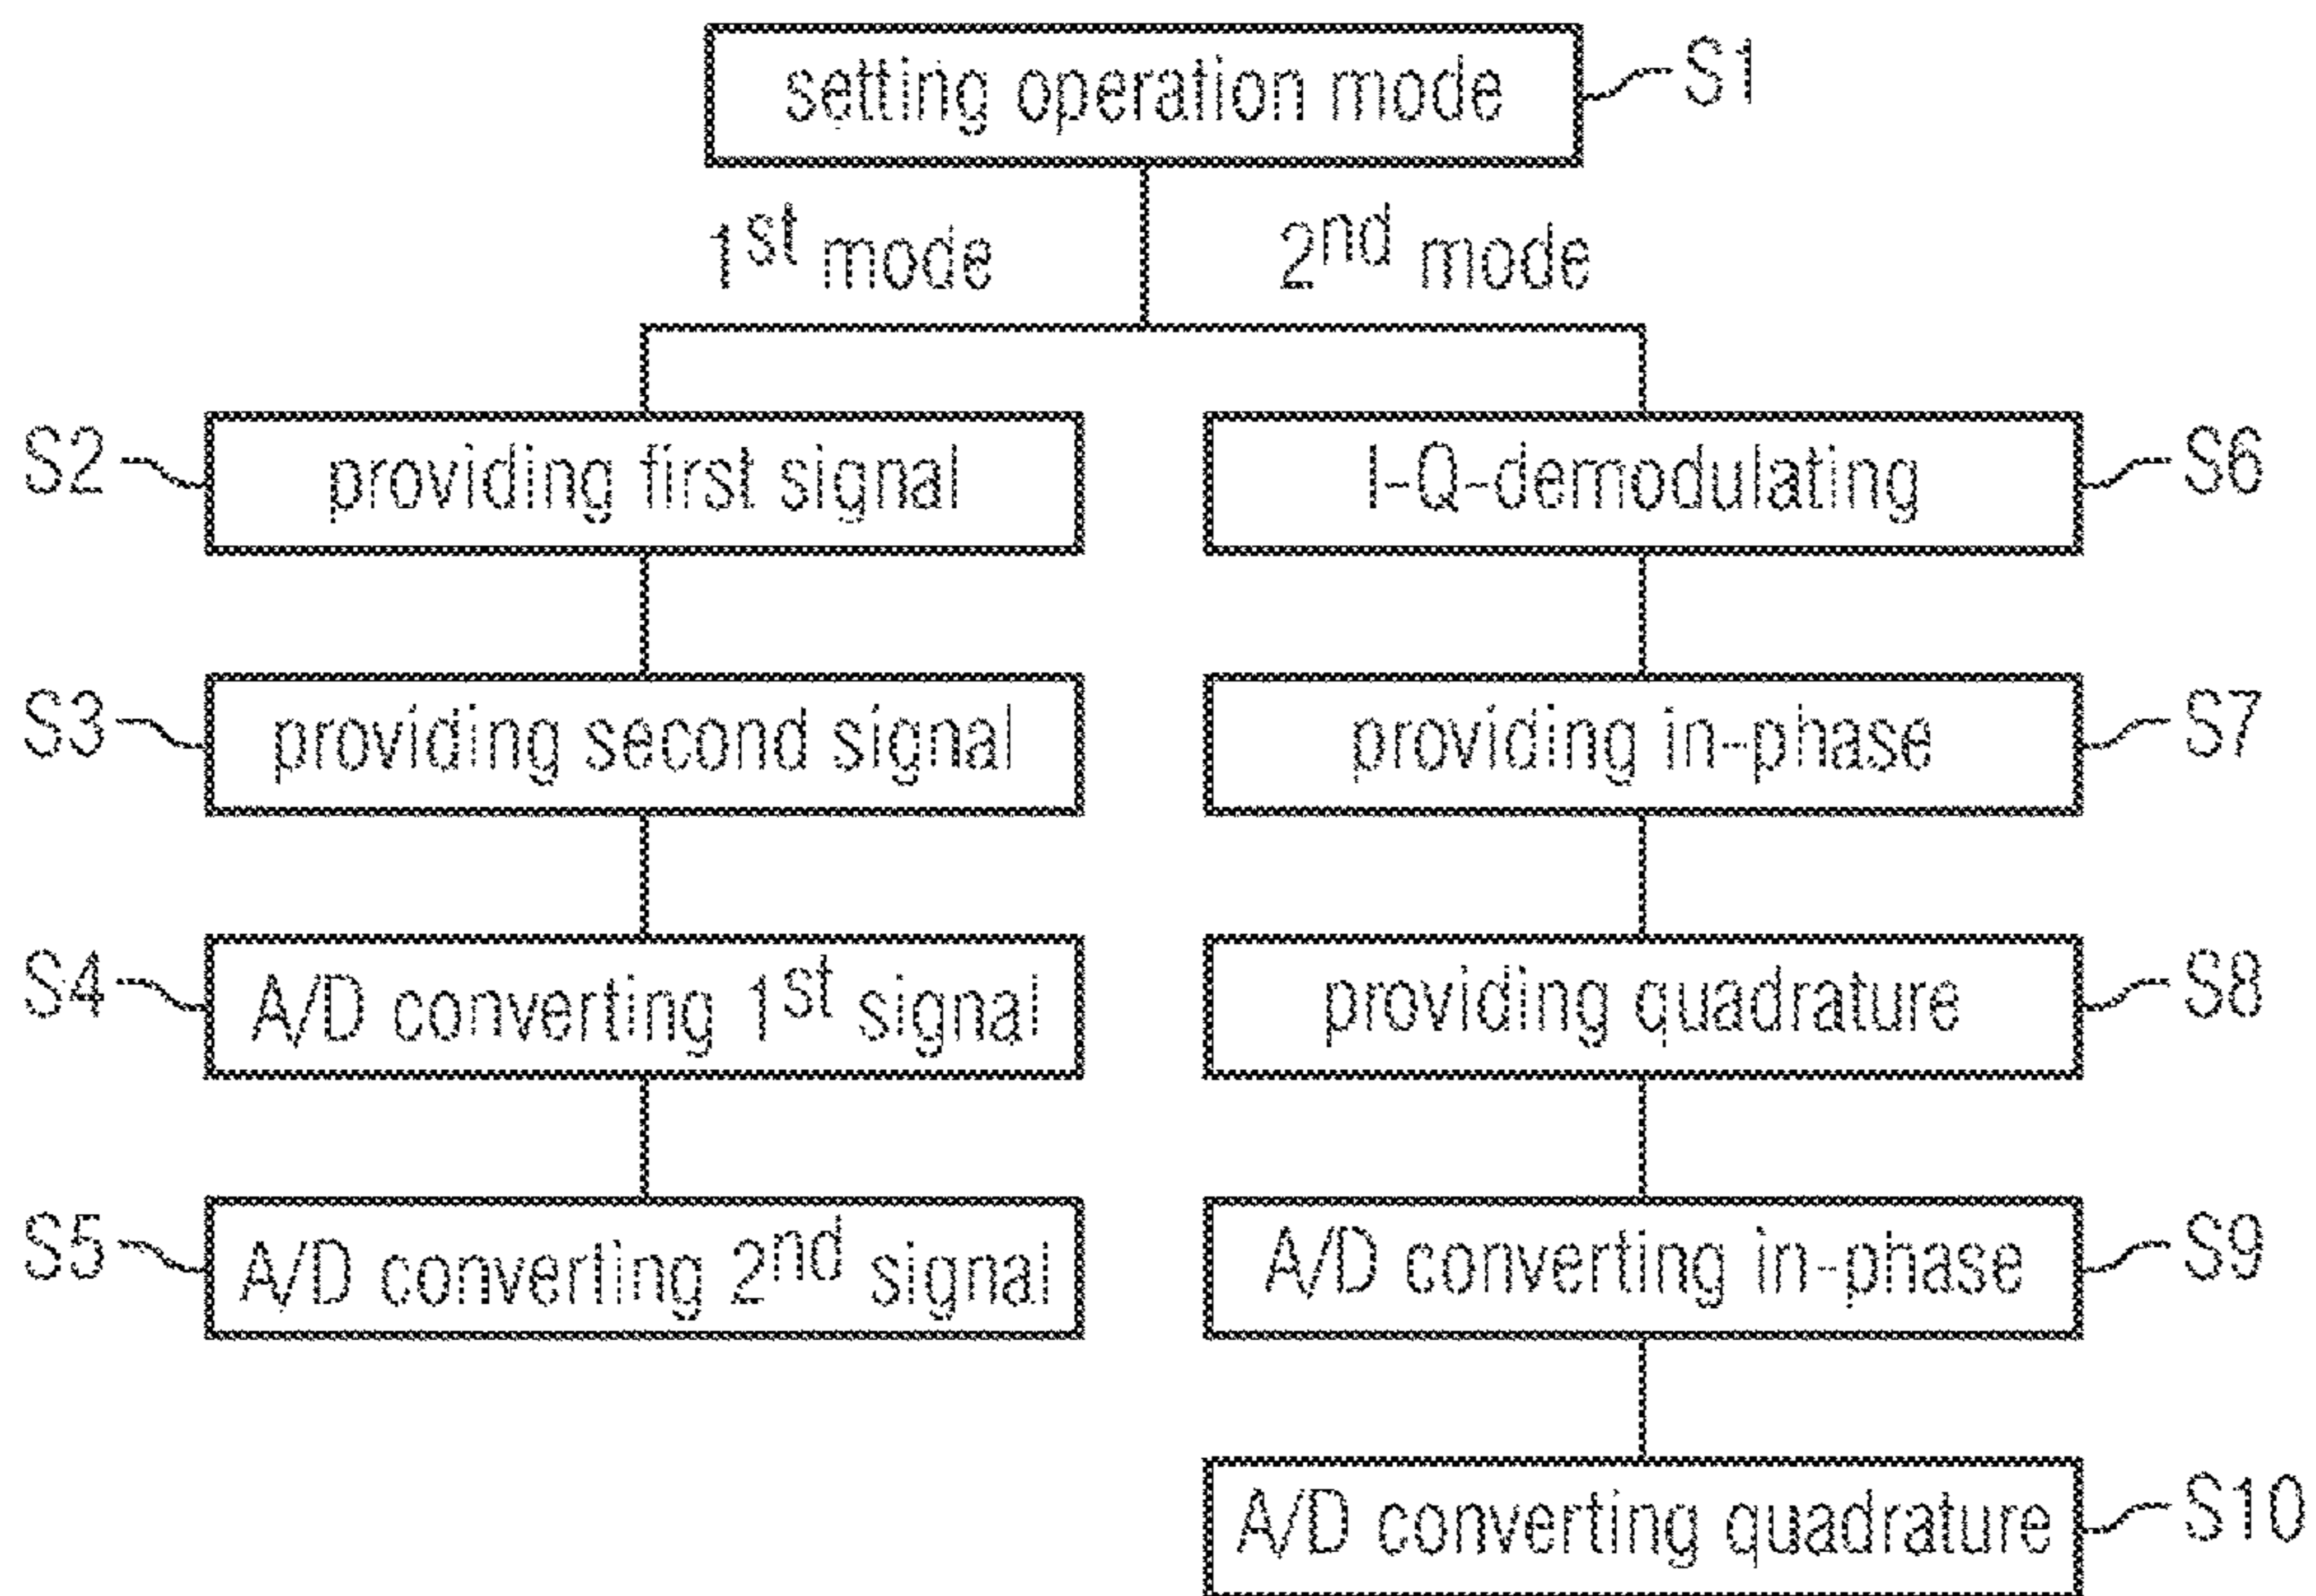 setting operation mode S1
1st mode 2nd mode
S2 providing first signal I-Q-demodulating S6
S3 providing second signal providing in-phase S7
S4 A/D converting 1st signal providing quadrature S8
S5 A/D converting 2nd signal A/D converting in-phase S9
A/D converting quadrature S10